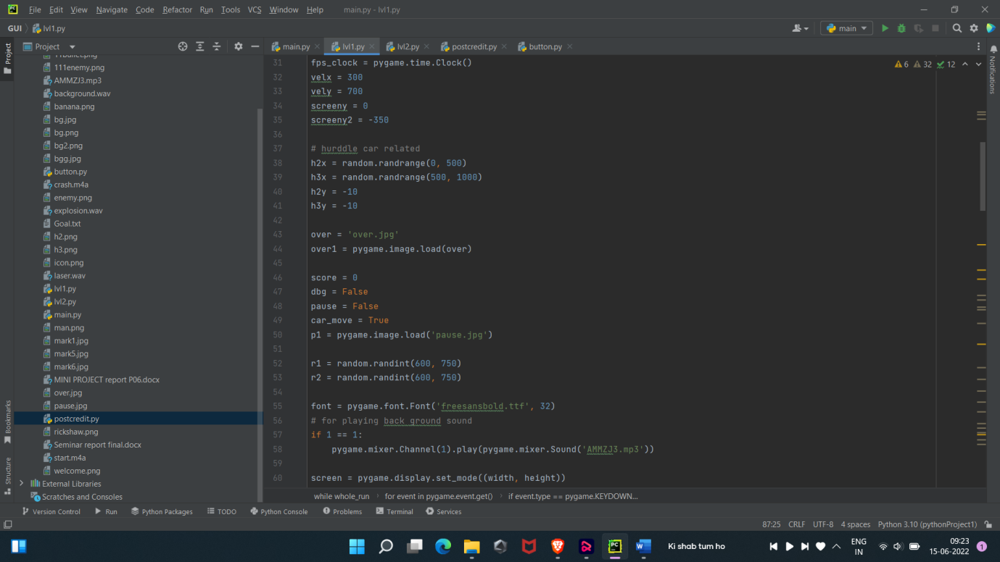 File Edit View Navigate Code Refactor Run Tools VCS Window Help main.py - lvl1.py
GUI lvl1.py main
Project
Project
main.py lvl1.py lvl2.py postcredit.py button.py
Notifications
111enemy.png
AMMZJ3.mp3
background.wav
banana.png
bg.jpg
bg.png
bg2.png
bgg.jpg
button.py
crash.m4a
enemy.png
explosion.wav
Goal.txt
h2.png
h3.png
icon.png
laser.wav
lvl1.py
lvl2.py
main.py
man.png
mark1.jpg
mark5.jpg
mark6.jpg
MINI PROJECT report P06.docx
over.jpg
pause.jpg
postcredit.py
rickshaw.png
Seminar report final.docx
start.m4a
welcome.png
External Libraries
Scratches and Consoles
Bookmarks
Structure
6 32 12
31 fps_clock = pygame.time.Clock()
32 velx = 300
33 vely = 700
34 screeny = 0
35 screeny2 = -350
36
37 # hurddle car related
38 h2x = random.randrange(0, 500)
39 h3x = random.randrange(500, 1000)
40 h2y = -10
41 h3y = -10
42
43 over = 'over.jpg'
44 over1 = pygame.image.load(over)
45
46 score = 0
47 dbg = False
48 pause = False
49 car_move = True
50 p1 = pygame.image.load('pause.jpg')
51
52 r1 = random.randint(600, 750)
53 r2 = random.randint(600, 750)
54
55 font = pygame.font.Font('freesansbold.ttf', 32)
56 # for playing back ground sound
57 if 1 == 1:
58 pygame.mixer.Channel(1).play(pygame.mixer.Sound('AMMZJ3.mp3'))
59
60 screen = pygame.display.set_mode((width, height))
while whole_run for event in pygame.event.get() if event.type == pygame.KEYDOWN...
Version Control Run Python Packages TODO Python Console Problems Terminal Services
87:25 CRLF UTF-8 4 spaces Python 3.10 (pythonProject1)
PC W Ki shab tum ho
ENG
IN
09:23
15-06-2022
1